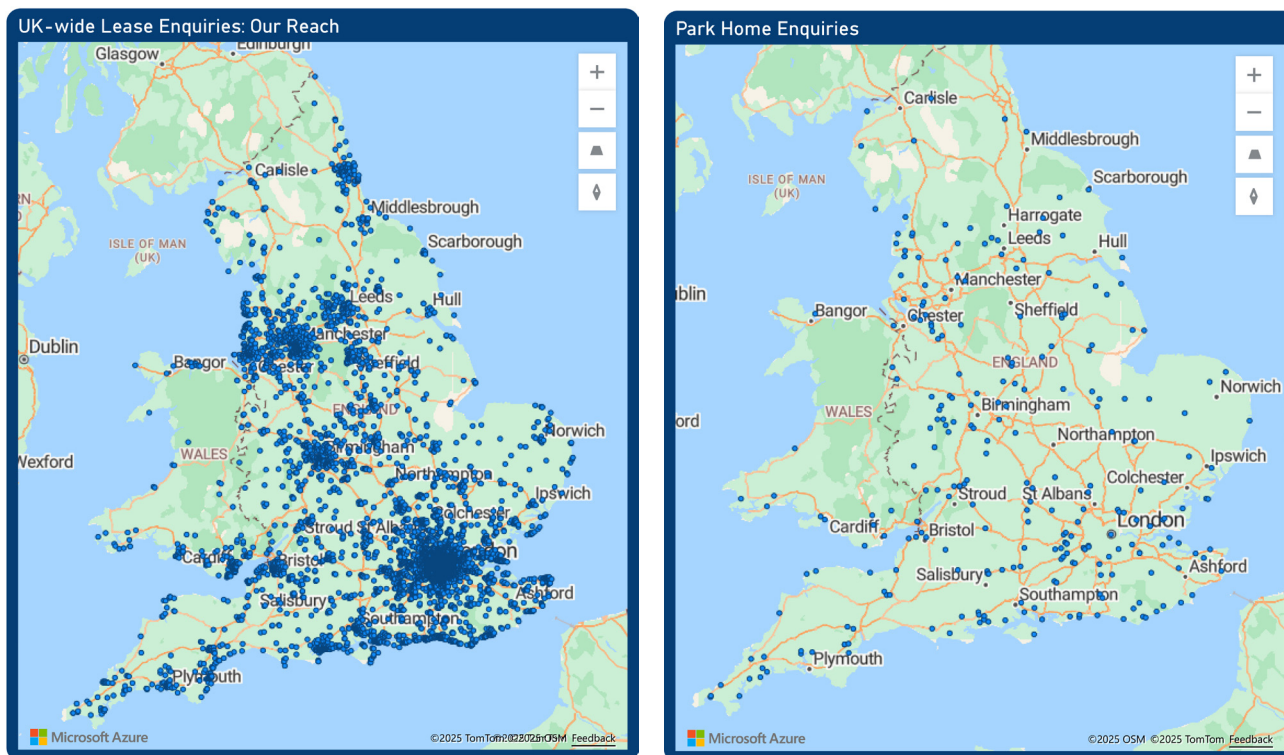 UK-wide Lease Enquiries: Our Reach
Glasgow
Edinburgh
Carlisle
Middlesbrough
ISLE OF MAN
(UK)
Scarborough
Leeds
Hull
Manchester
Dublin
Bangor
Chester
Sheffield
ENGLAND
Norwich
Birmingham
WALES
Wexford
Northampton
Ipswich
Colchester
Stroud
St Alba
Cardiff
Bristol
Ashford
Salisbury
Southampton
Plymouth
Microsoft Azure
©2025 TomTom
Feedback
Park Home Enquiries
Carlisle
Middlesbrough
ISLE OF MAN
(UK)
Scarborough
Harrogate
Leeds
Hull
Manchester
ublin
Bangor
Chester
Sheffield
ENGLAND
Norwich
WALES
Birmingham
ord
Northampton
Ipswich
Colchester
Stroud
St Albans
Cardiff
Bristol
London
Salisbury
Ashford
Southampton
Plymouth
Microsoft Azure
©2025 OSM ©2025 TomTom Feedback